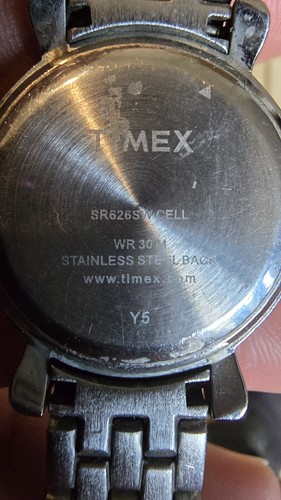 TIMEX
SR626SW CELL
WR 30 M
STAINLESS STEEL BACK
www.timex.com
Y5